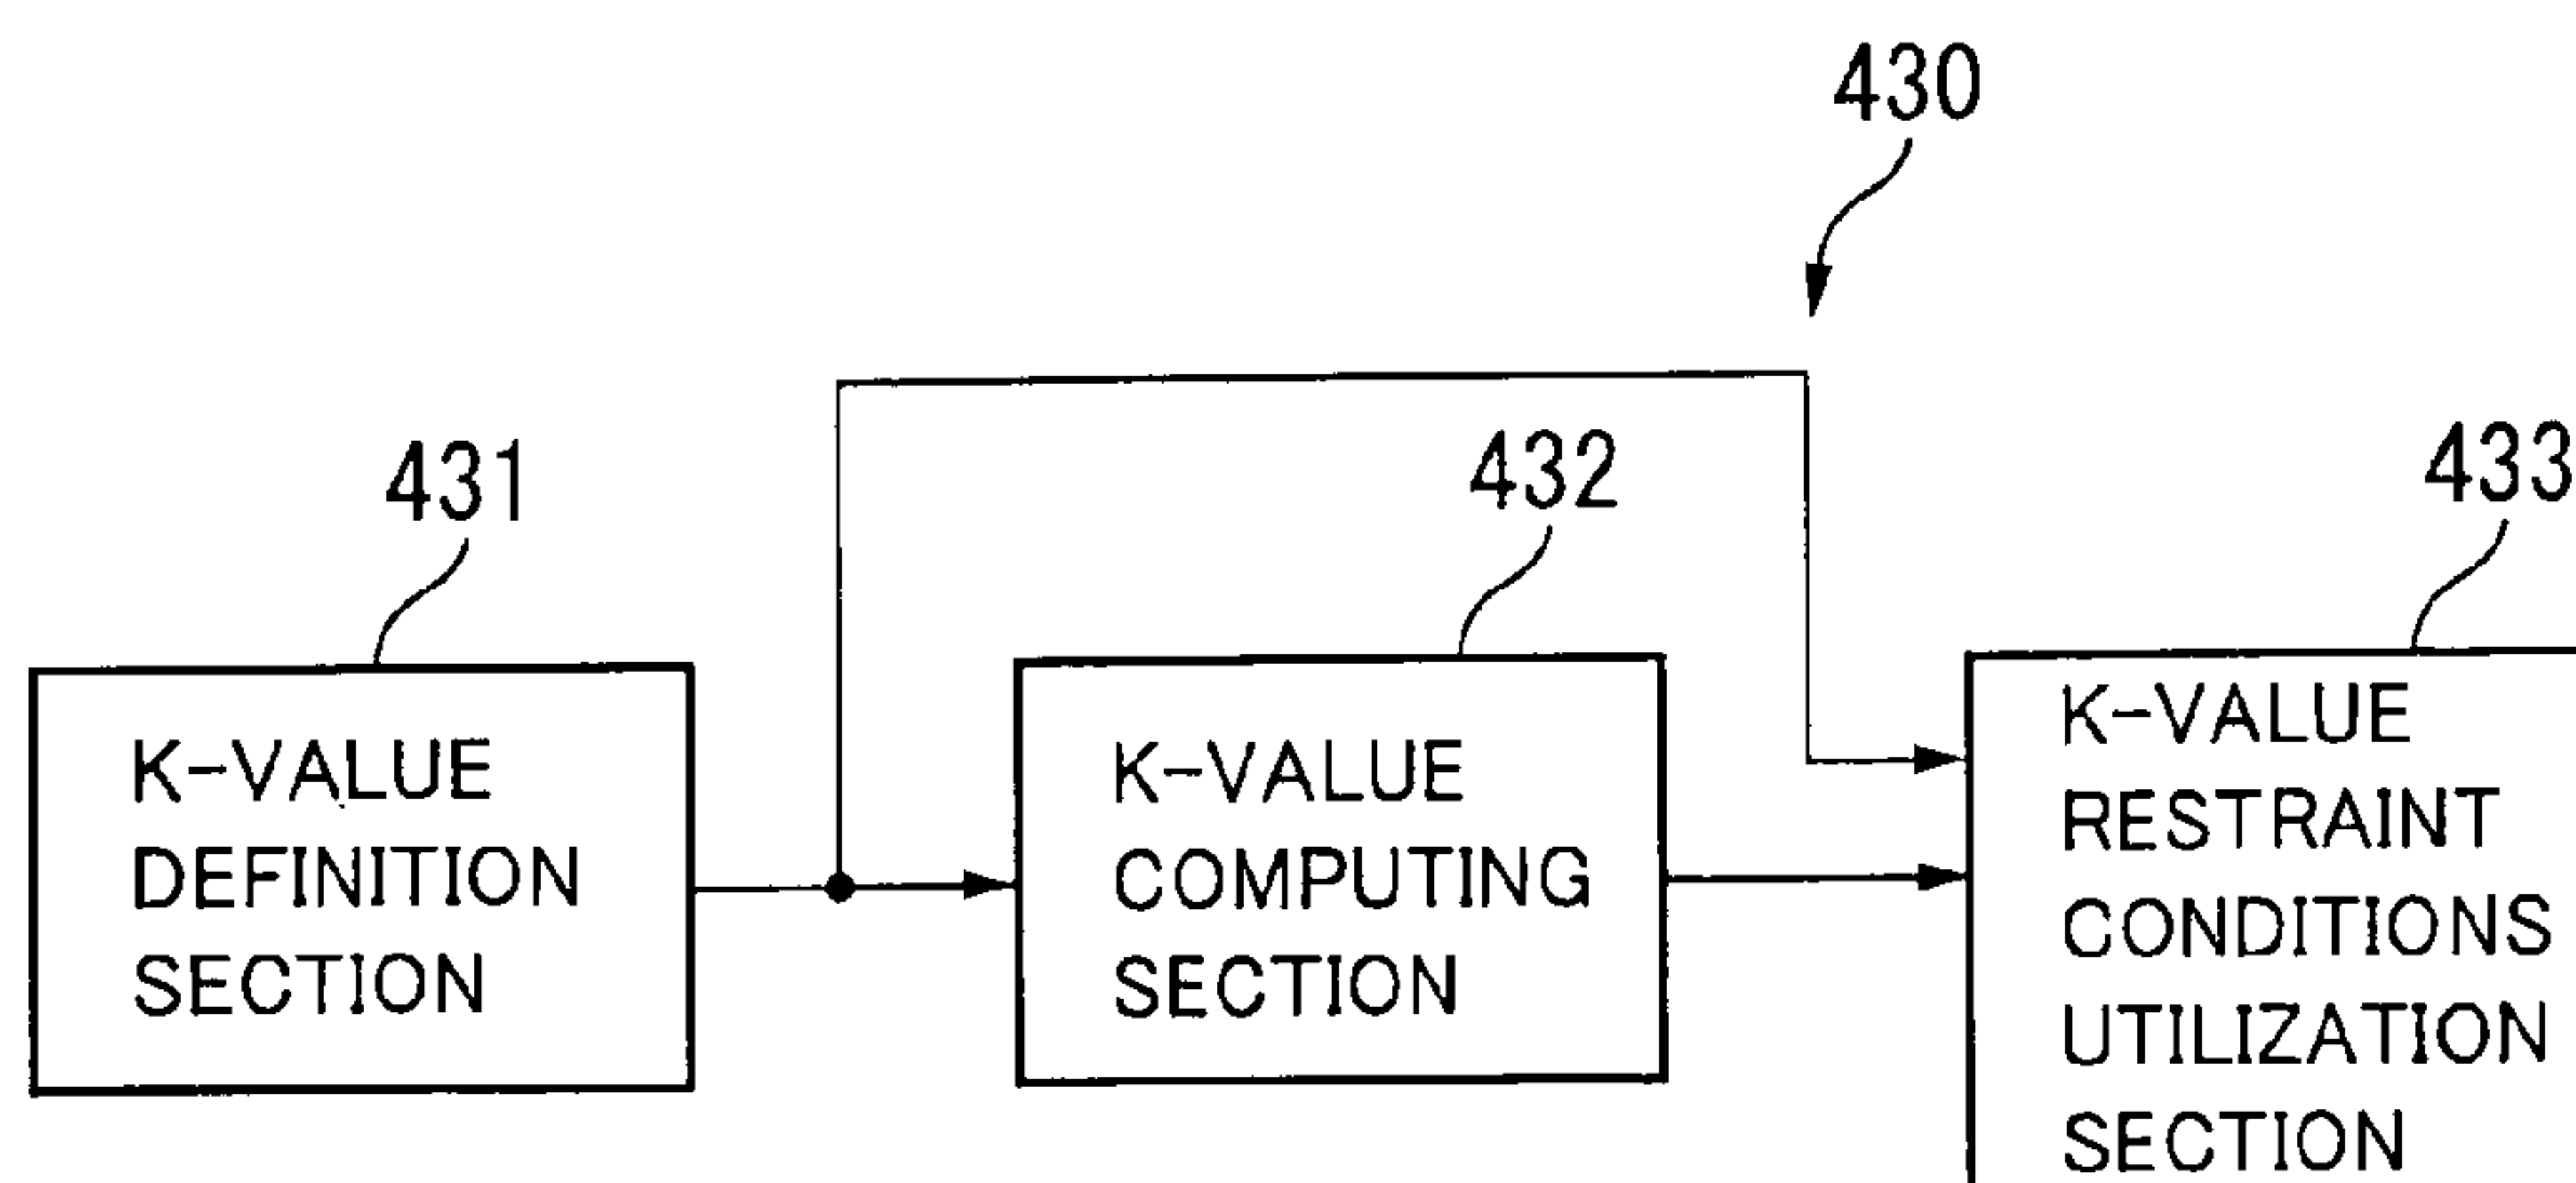 430
431
K-VALUE
DEFINITION
SECTION
432
K-VALUE
COMPUTING
SECTION
433
K-VALUE
RESTRAINT
CONDITIONS
UTILIZATION
SECTION